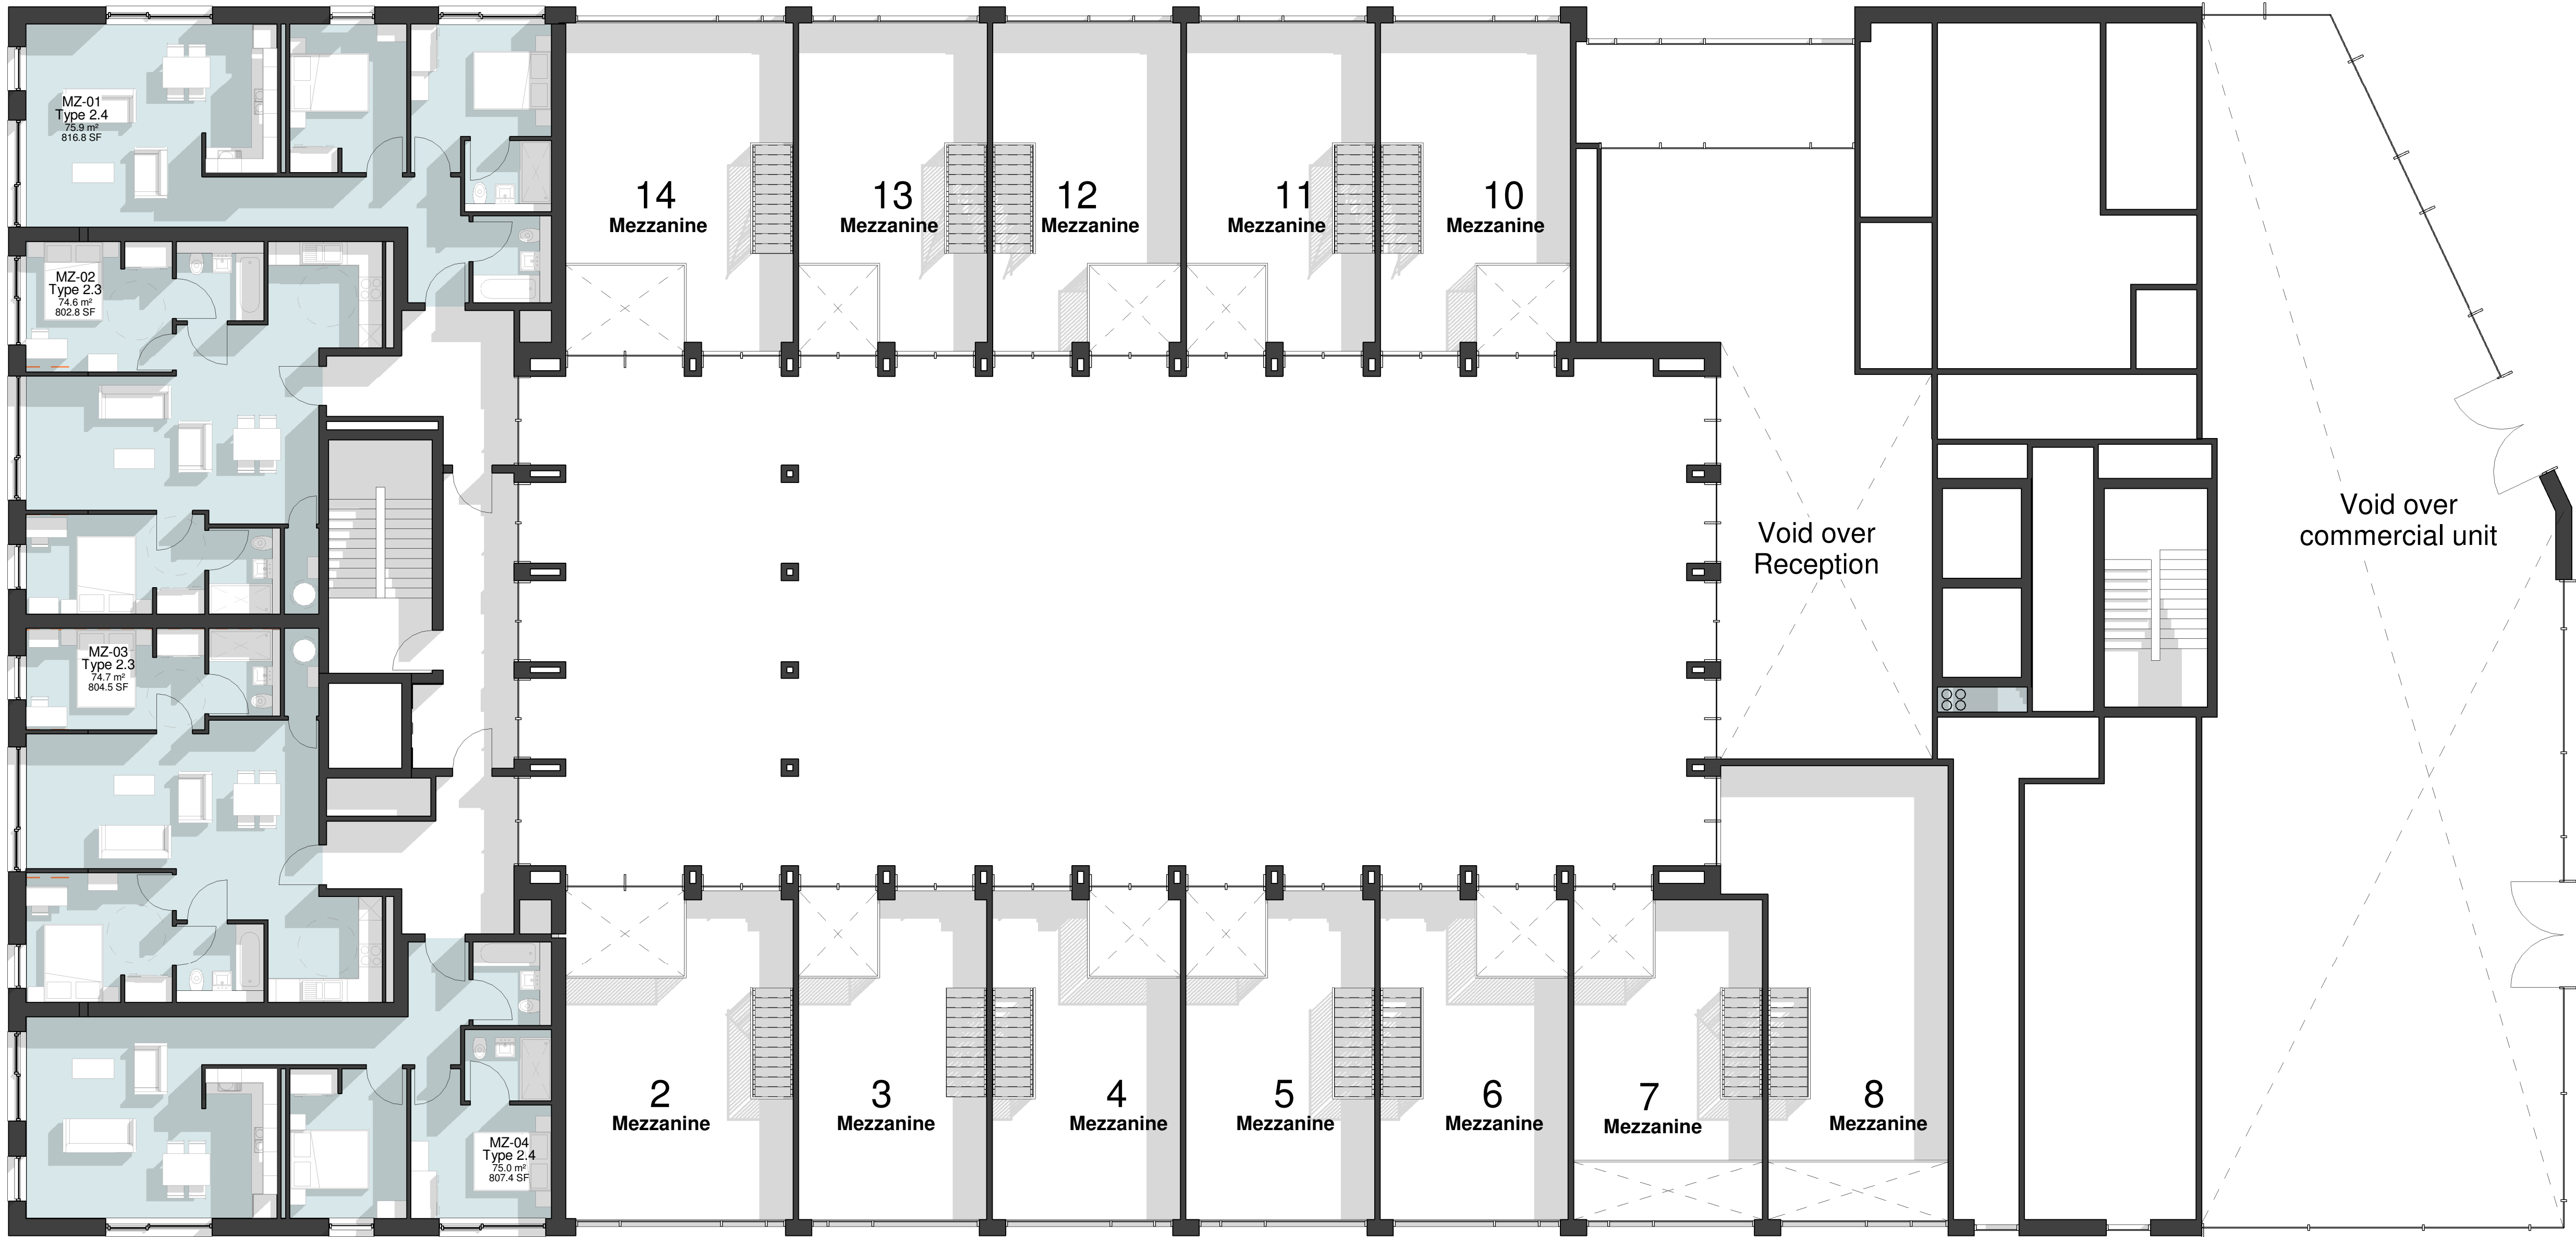 MZ-01
Type 2.4
75.9 m²
816.8 SF
14
Mezzanine
13
Mezzanine
12
Mezzanine
11
Mezzanine
10
Mezzanine
MZ-02
Type 2.3
74.6 m²
802.8 SF
Void over
Reception
Void over
commercial unit
MZ-03
Type 2.3
74.7 m²
804.5 SF
2
Mezzanine
3
Mezzanine
4
Mezzanine
5
Mezzanine
6
Mezzanine
7
Mezzanine
8
Mezzanine
MZ-04
Type 2.4
75.0 m²
807.4 SF